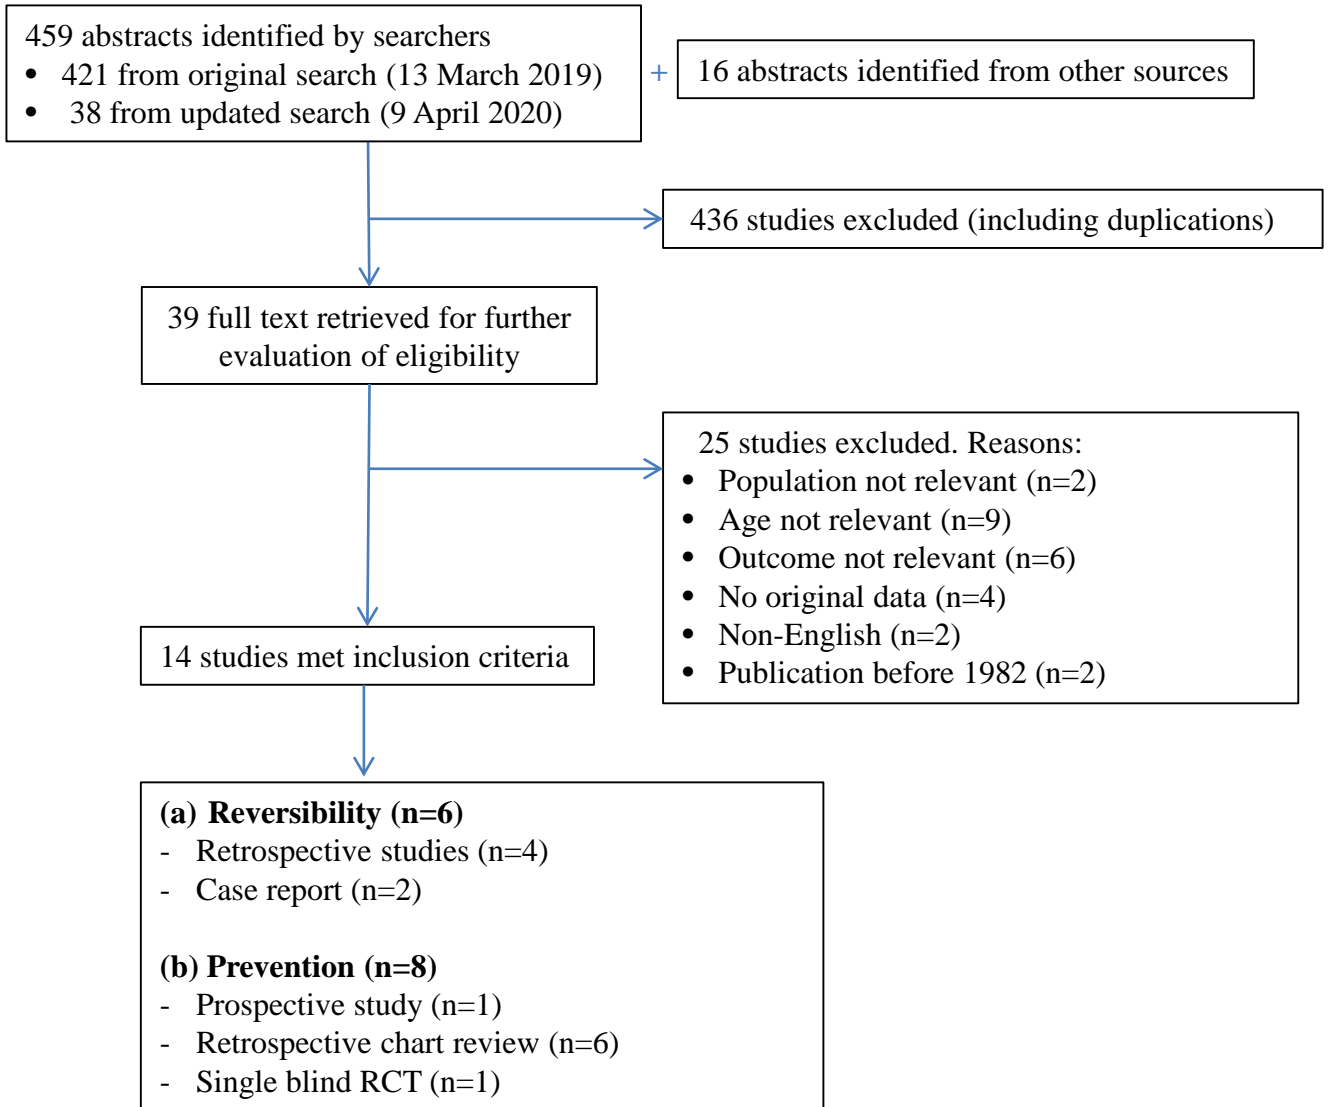 459 abstracts identified by searchers
• 421 from original search (13 March 2019)
• 38 from updated search (9 April 2020)
+
16 abstracts identified from other sources
436 studies excluded (including duplications)
39 full text retrieved for further
evaluation of eligibility
25 studies excluded. Reasons:
• Population not relevant (n=2)
• Age not relevant (n=9)
• Outcome not relevant (n=6)
• No original data (n=4)
• Non-English (n=2)
• Publication before 1982 (n=2)
14 studies met inclusion criteria
(a) Reversibility (n=6)
- Retrospective studies (n=4)
- Case report (n=2)
(b) Prevention (n=8)
- Prospective study (n=1)
- Retrospective chart review (n=6)
- Single blind RCT (n=1)